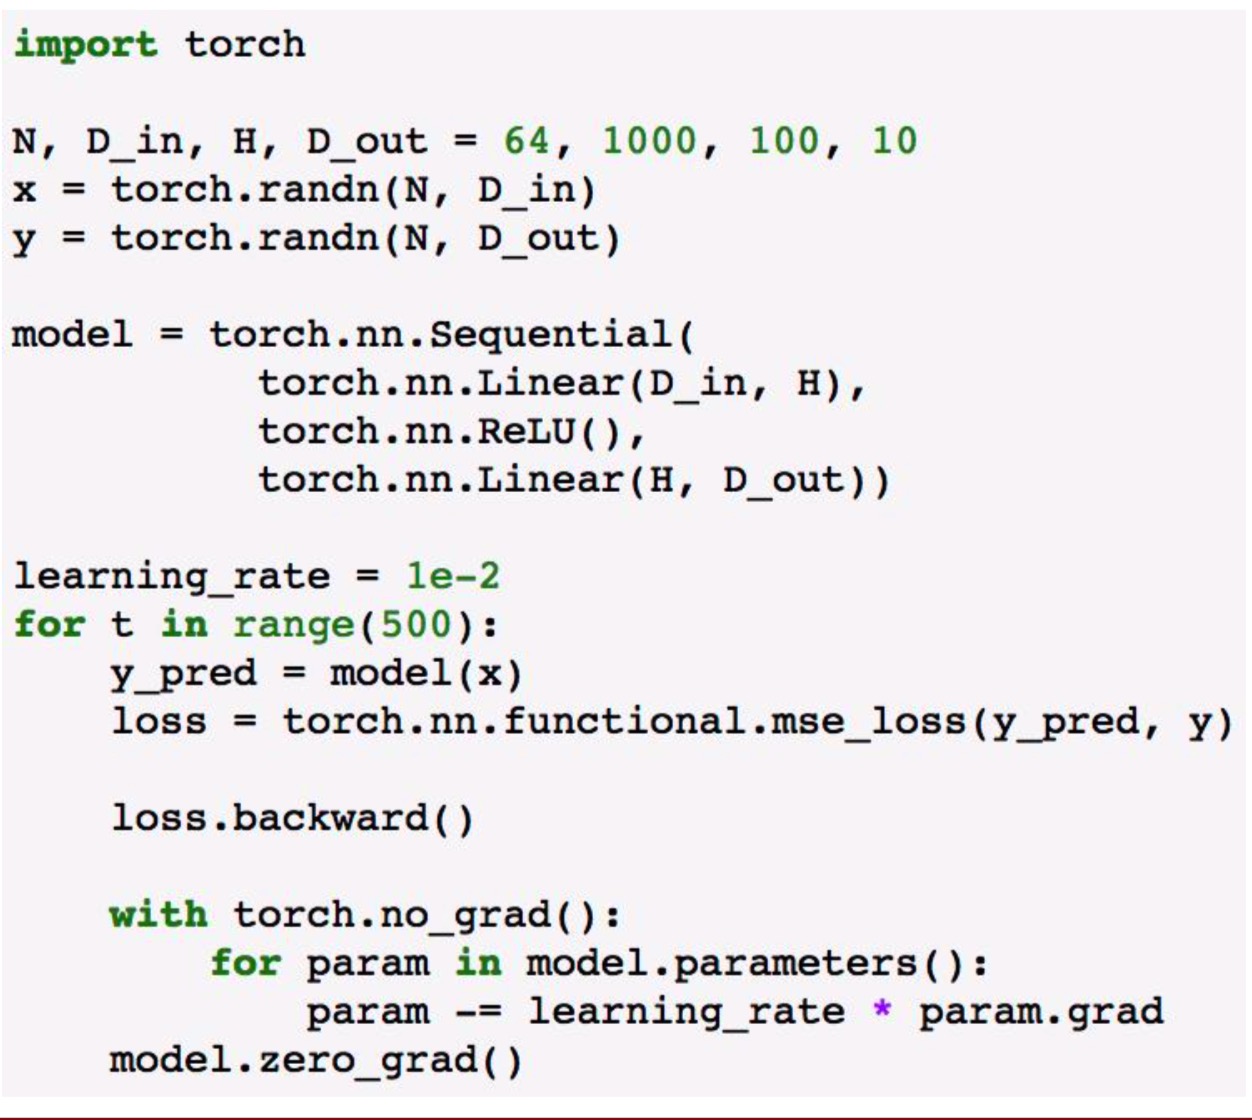 import torch
N, D_in, H, D_out = 64, 1000, 100, 10
x = torch.randn(N, D_in)
y = torch.randn(N, D_out)
model = torch.nn.Sequential(
torch.nn.Linear(D_in, H),
torch.nn.ReLU(),
torch.nn.Linear(H, D_out))
learning_rate = 1e-2
for t in range(500):
y_pred = model(x)
loss = torch.nn.functional.mse_loss(y_pred, y)
loss.backward()
with torch.no_grad():
for param in model.parameters():
param -= learning_rate * param.grad
model.zero_grad()